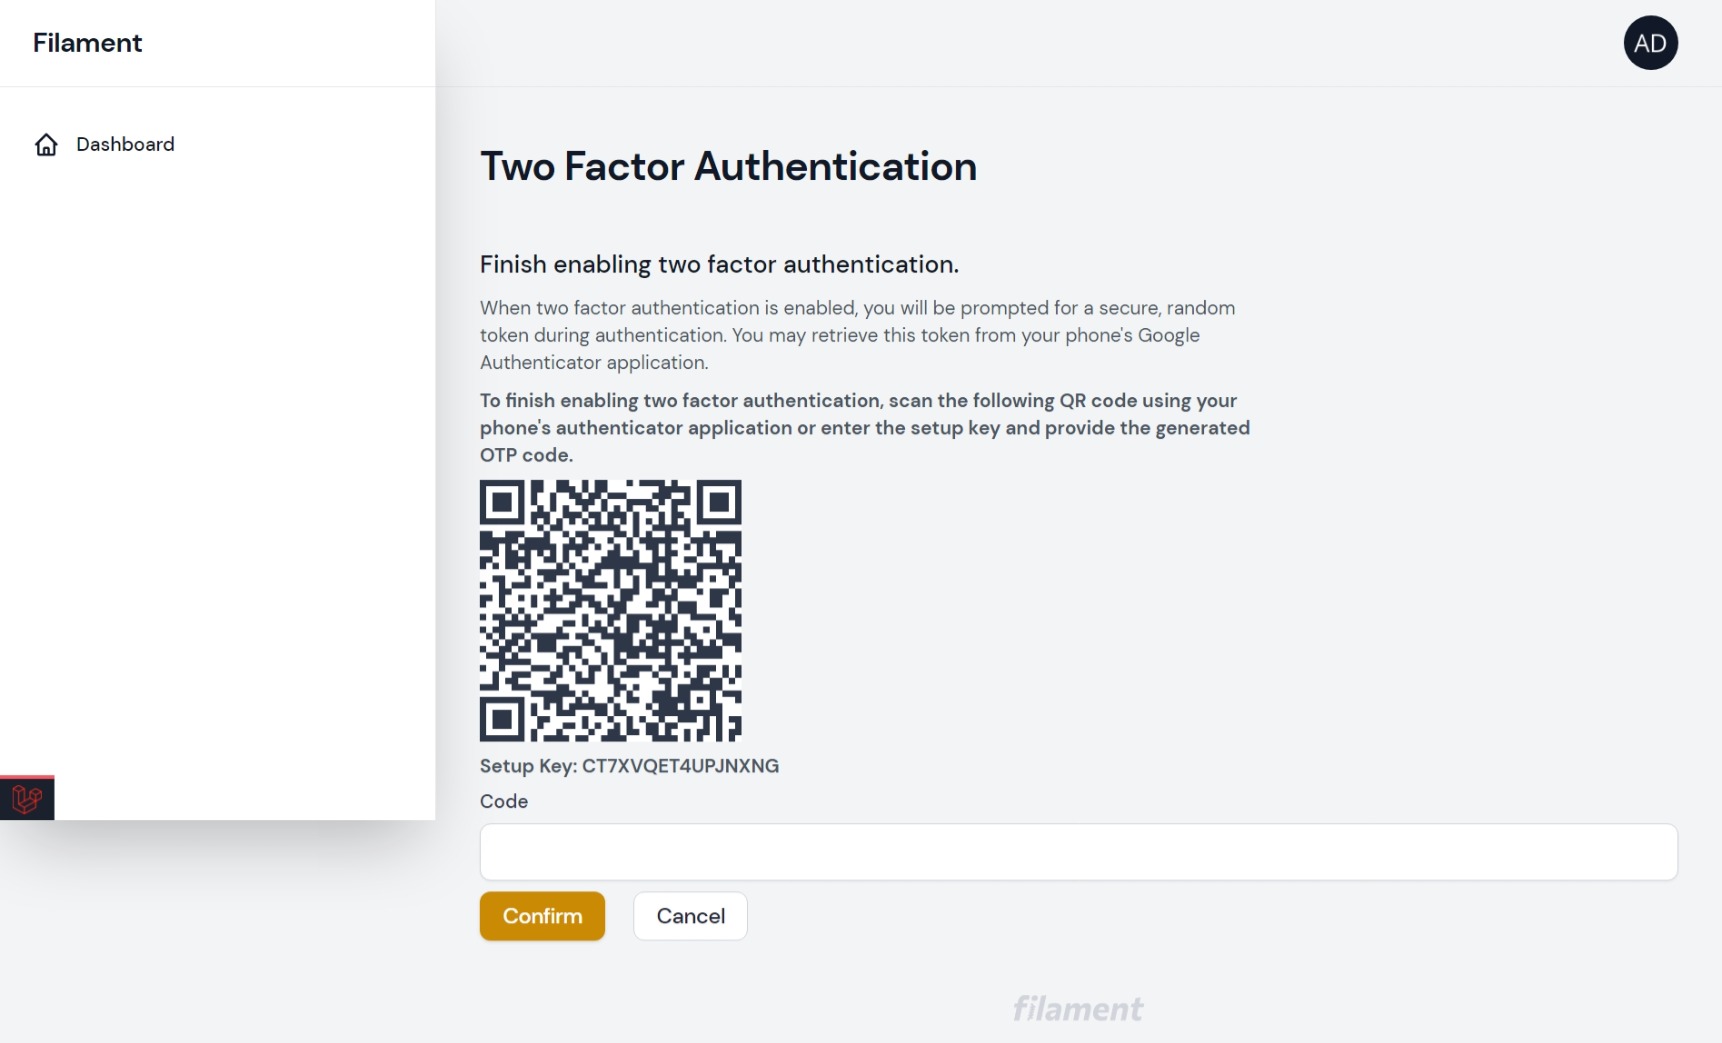 Filament
AD
Dashboard
Two Factor Authentication
Finish enabling two factor authentication.
When two factor authentication is enabled, you will be prompted for a secure, random
token during authentication. You may retrieve this token from your phone's Google
Authenticator application.
To finish enabling two factor authentication, scan the following QR code using your
phone's authenticator application or enter the setup key and provide the generated
OTP code.
Setup Key: CT7XVQET4UPJNXNG
Code
Confirm
Cancel
filament